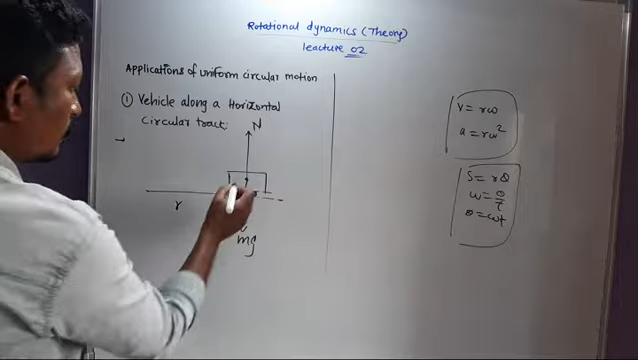 Rotational dynamics (Theory)
leacture 02
Applications of uniform circular motion
① Vehicle along a Horizontal
Circular tract:
N
r
mg
V = rω
a = rω²
S = rθ
ω = θ/t
θ = ωt